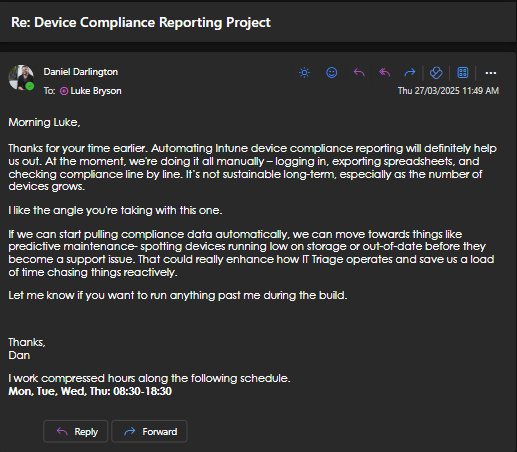 Re: Device Compliance Reporting Project
Daniel Darlington
To: Luke Bryson
Thu 27/03/2025 11:49 AM
Morning Luke,
Thanks for your time earlier. Automating Intune device compliance reporting will definitely help
us out. At the moment, we're doing it all manually – logging in, exporting spreadsheets, and
checking compliance line by line. It's not sustainable long-term, especially as the number of
devices grows.
I like the angle you're taking with this one.
If we can start pulling compliance data automatically, we can move towards things like
predictive maintenance- spotting devices running low on storage or out-of-date before they
become a support issue. That could really enhance how IT Triage operates and save us a load
of time chasing things reactively.
Let me know if you want to run anything past me during the build.
Thanks,
Dan
I work compressed hours along the following schedule.
Mon, Tue, Wed, Thu: 08:30-18:30
Reply
Forward